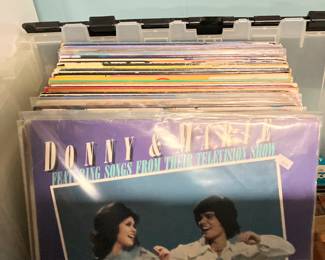 DONNY & MARIE
FEATURING SONGS FROM THEIR TELEVISION SHOW